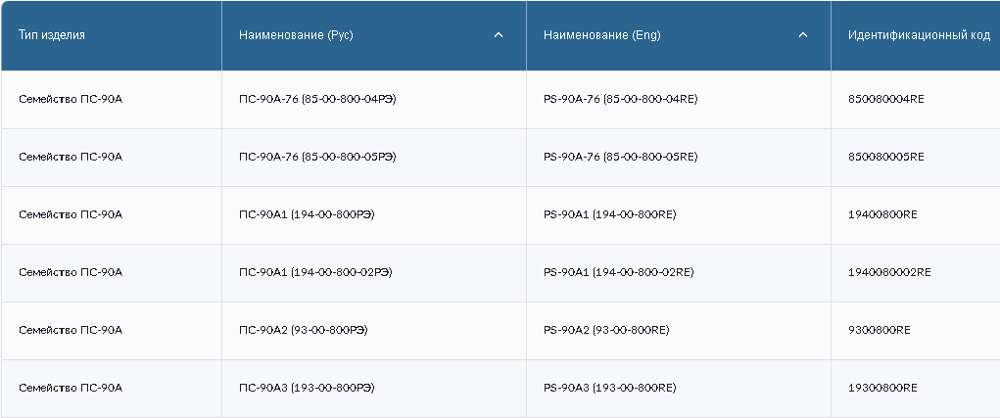 Тип изделия Наименование (Рус) Наименование (Eng) Идентификационный код
Семейство ПС-90А ПС-90А-76 (85-00-800-04РЭ) PS-90A-76 (85-00-800-04RE) 850080004RE
Семейство ПС-90А ПС-90А-76 (85-00-800-05РЭ) PS-90A-76 (85-00-800-05RE) 850080005RE
Семейство ПС-90А ПС-90А1 (194-00-800РЭ) PS-90A1 (194-00-800RE) 19400800RE
Семейство ПС-90А ПС-90А1 (194-00-800-02РЭ) PS-90A1 (194-00-800-02RE) 1940080002RE
Семейство ПС-90А ПС-90А2 (93-00-800РЭ) PS-90A2 (93-00-800RE) 9300800RE
Семейство ПС-90А ПС-90А3 (193-00-800РЭ) PS-90A3 (193-00-800RE) 19300800RE